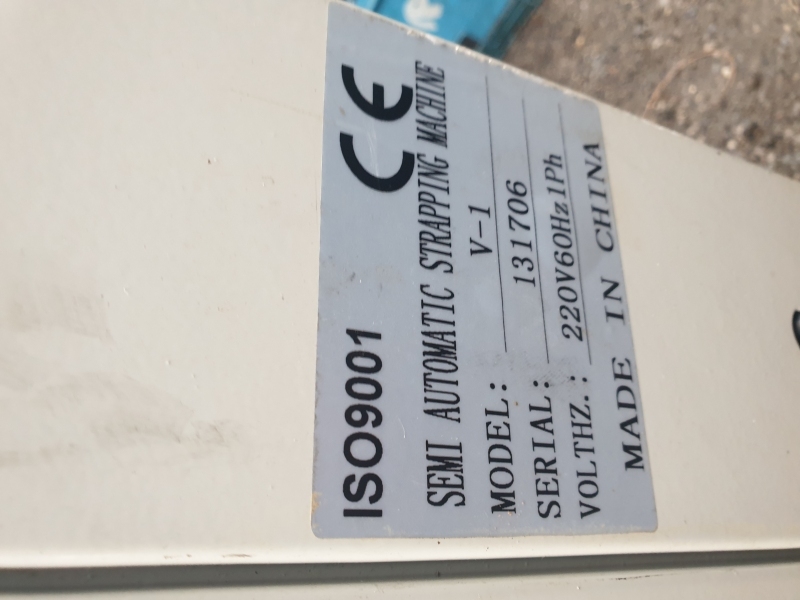 ISO9001 CE
SEMI AUTOMATIC STRAPPING MACHINE
MODEL: V-1
SERIAL: 131706
VOLTHZ.: 220V60Hz1Ph
MADE IN CHINA